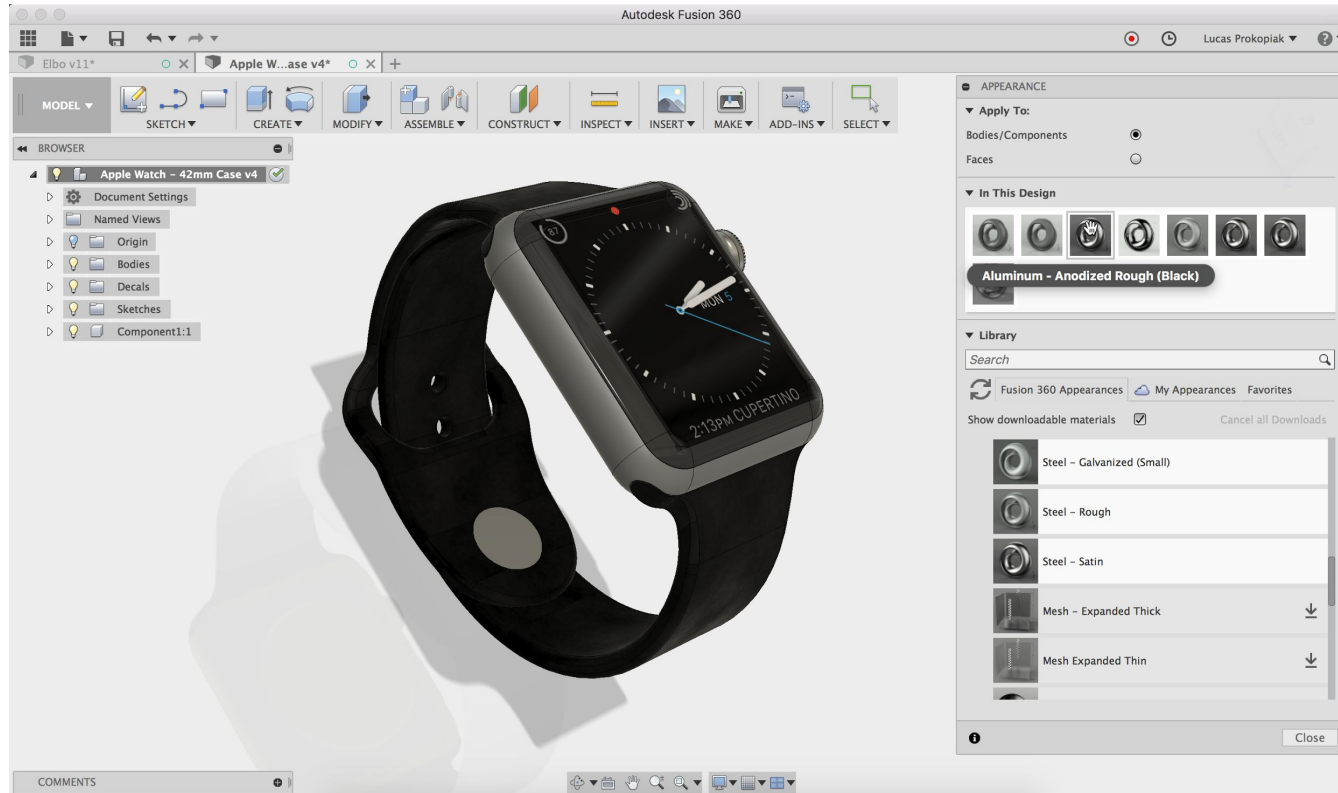 Autodesk Fusion 360
Lucas Prokopiak
Elbo v11*
Apple W...ase v4*
MODEL
SKETCH
CREATE
MODIFY
ASSEMBLE
CONSTRUCT
INSPECT
INSERT
MAKE
ADD-INS
SELECT
BROWSER
Apple Watch – 42mm Case v4
Document Settings
Named Views
Origin
Bodies
Decals
Sketches
Component1:1
87
MON 5
2:13PM CUPERTINO
APPEARANCE
Apply To:
Bodies/Components
Faces
In This Design
Aluminum - Anodized Rough (Black)
Library
Search
Fusion 360 Appearances
My Appearances
Favorites
Show downloadable materials
Cancel all Downloads
Steel – Galvanized (Small)
Steel – Rough
Steel – Satin
Mesh – Expanded Thick
Mesh Expanded Thin
Close
COMMENTS